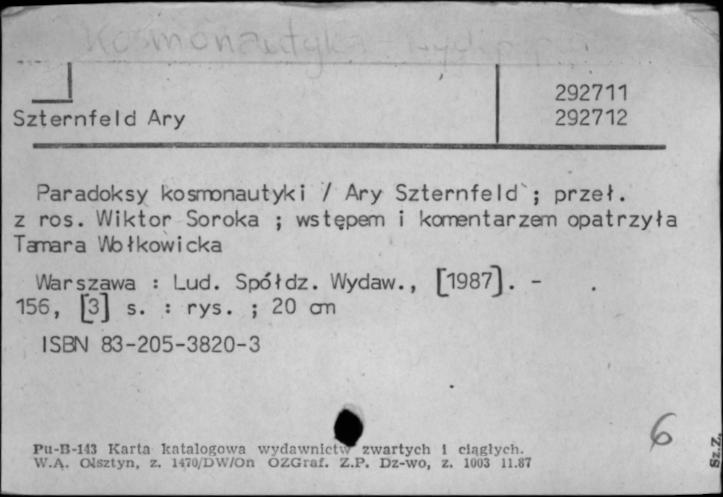 Kosmonautyka
292711
Szternfeld Ary 292712
Paradoksy kosmonautyki / Ary Szternfeld ; przeł.
z ros. Wiktor Soroka ; wstępem i komentarzem opatrzyła
Tamara Wołkowicka
Warszawa : Lud. Spółdz. Wydaw., [1987]. -
156, [3] s. : rys. ; 20 cm
ISBN 83-205-3820-3
6
Pu-B-143 Karta katalogowa wydawnictw zwartych i ciągłych.
W.A. Olsztyn, z. 1470/DW/On OZGraf. Z.P. Dz-wo, z. 1003 11.87
Sz.Z.